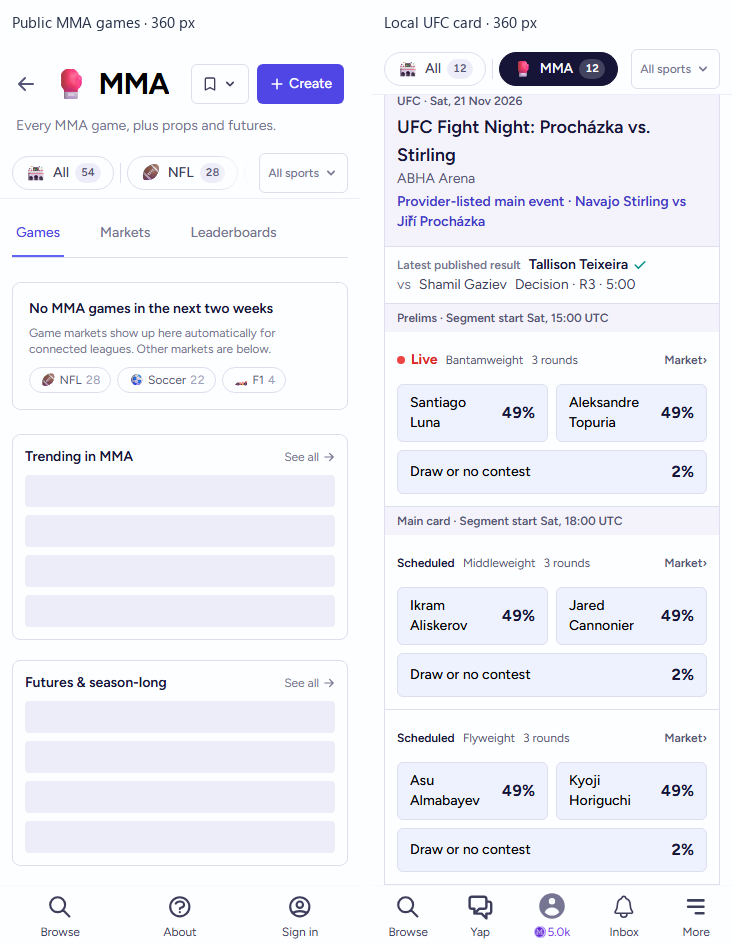 Public MMA games · 360 px
MMA
Create
Every MMA game, plus props and futures.
All 54
NFL 28
All sports
Games
Markets
Leaderboards
No MMA games in the next two weeks
Game markets show up here automatically for
connected leagues. Other markets are below.
NFL 28
Soccer 22
F1 4
Trending in MMA
See all →
Futures & season-long
See all →
Browse
About
Sign in
Local UFC card · 360 px
All 12
MMA 12
All sports
UFC · Sat, 21 Nov 2026
UFC Fight Night: Procházka vs.
Stirling
ABHA Arena
Provider-listed main event · Navajo Stirling vs
Jiří Procházka
Latest published result Tallison Teixeira ✓
vs Shamil Gaziev Decision · R3 · 5:00
Prelims · Segment start Sat, 15:00 UTC
Live Bantamweight 3 rounds Market›
Santiago
Luna
49%
Aleksandre
Topuria
49%
Draw or no contest 2%
Main card · Segment start Sat, 18:00 UTC
Scheduled Middleweight 3 rounds Market›
Ikram
Aliskerov
49%
Jared
Cannonier
49%
Draw or no contest 2%
Scheduled Flyweight 3 rounds Market›
Asu
Almabayev
49%
Kyoji
Horiguchi
49%
Draw or no contest 2%
Browse
Yap
5.0k
Inbox
More